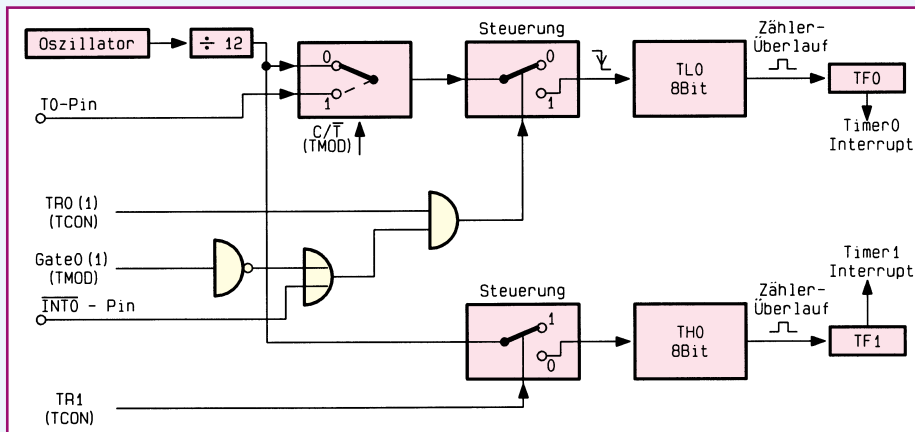 Oszillator
÷ 12
T0-Pin
0
1
C/T̅
(TMOD)
Steuerung
0
1
TL0
8Bit
Zähler-
Überlauf
TF0
Timer0
Interrupt
TR0 (1)
(TCON)
Gate0 (1)
(TMOD)
I̅N̅T̅0̅ - Pin
Steuerung
1
0
TH0
8Bit
Zähler-
Überlauf
Timer1
Interrupt
TF1
TR1
(TCON)